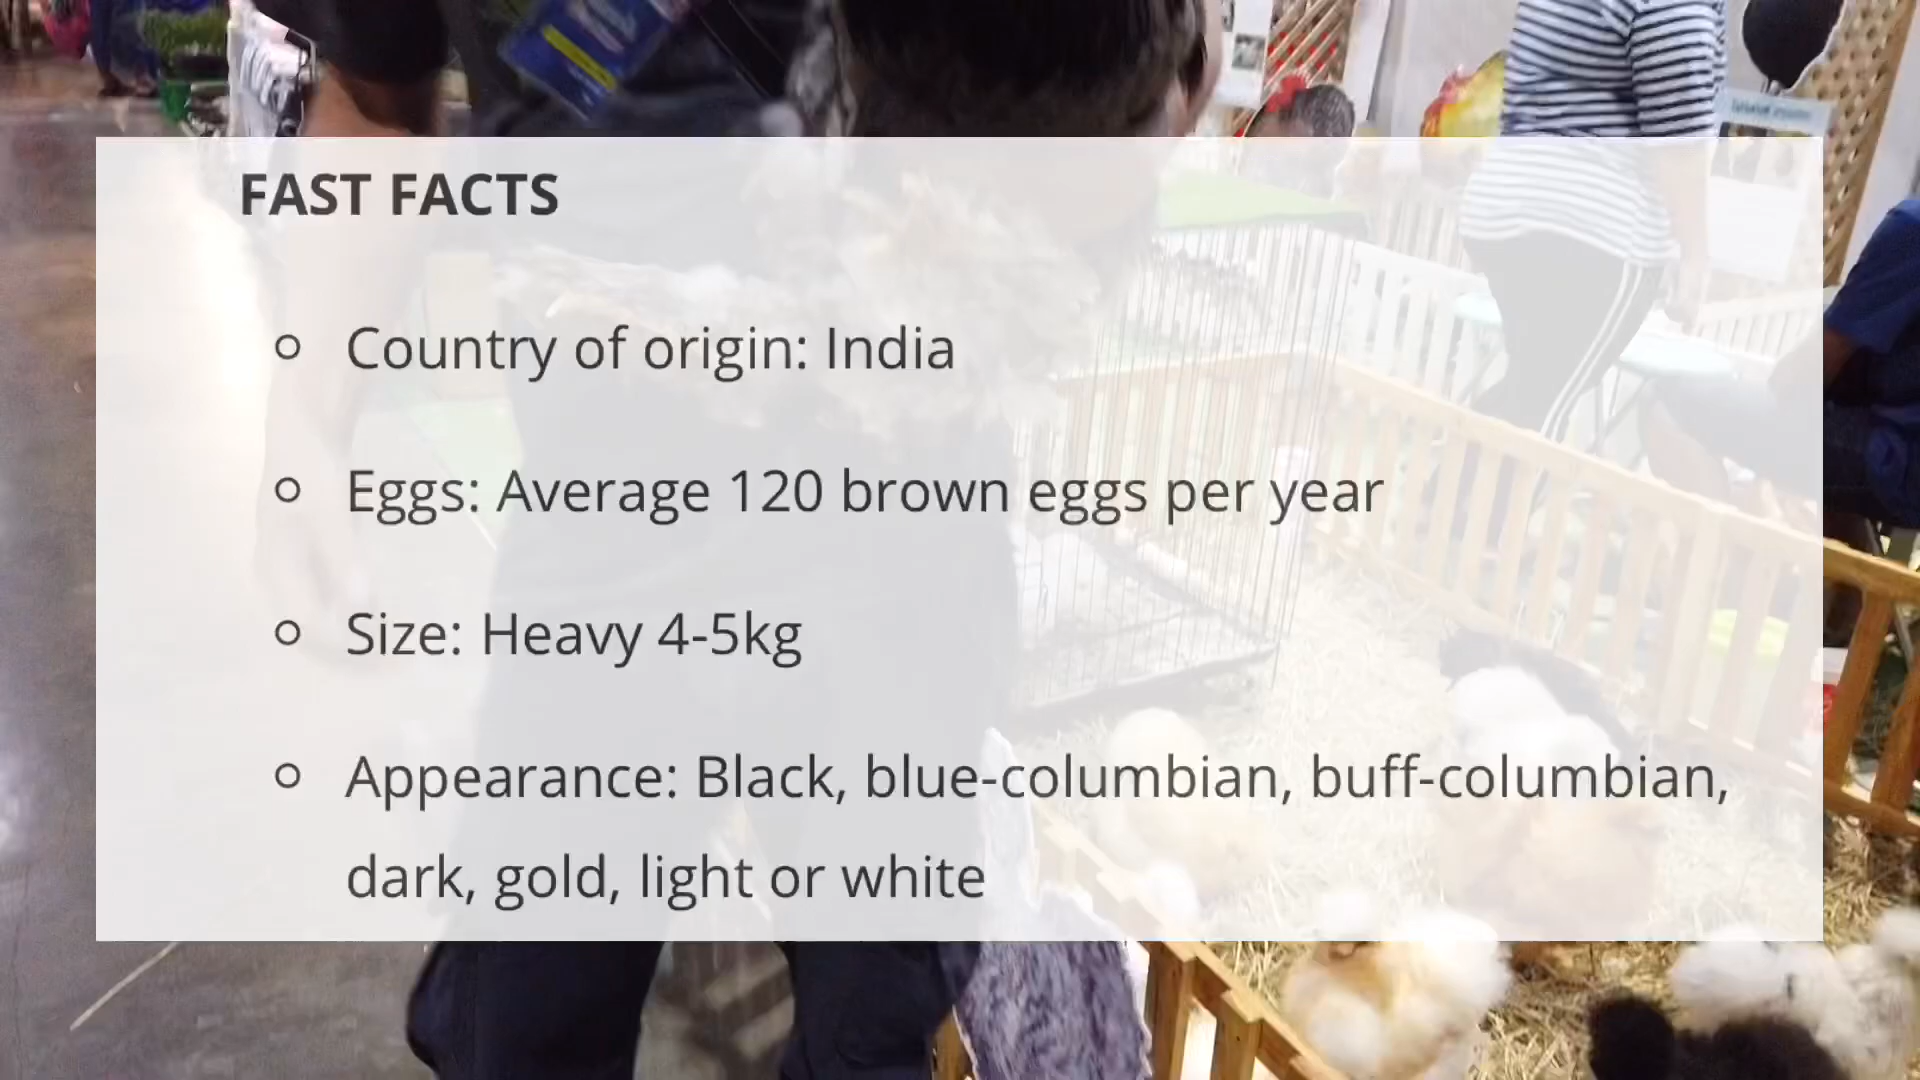 FAST FACTS
Country of origin: India
Eggs: Average 120 brown eggs per year
Size: Heavy 4-5kg
Appearance: Black, blue-columbian, buff-columbian,
dark, gold, light or white